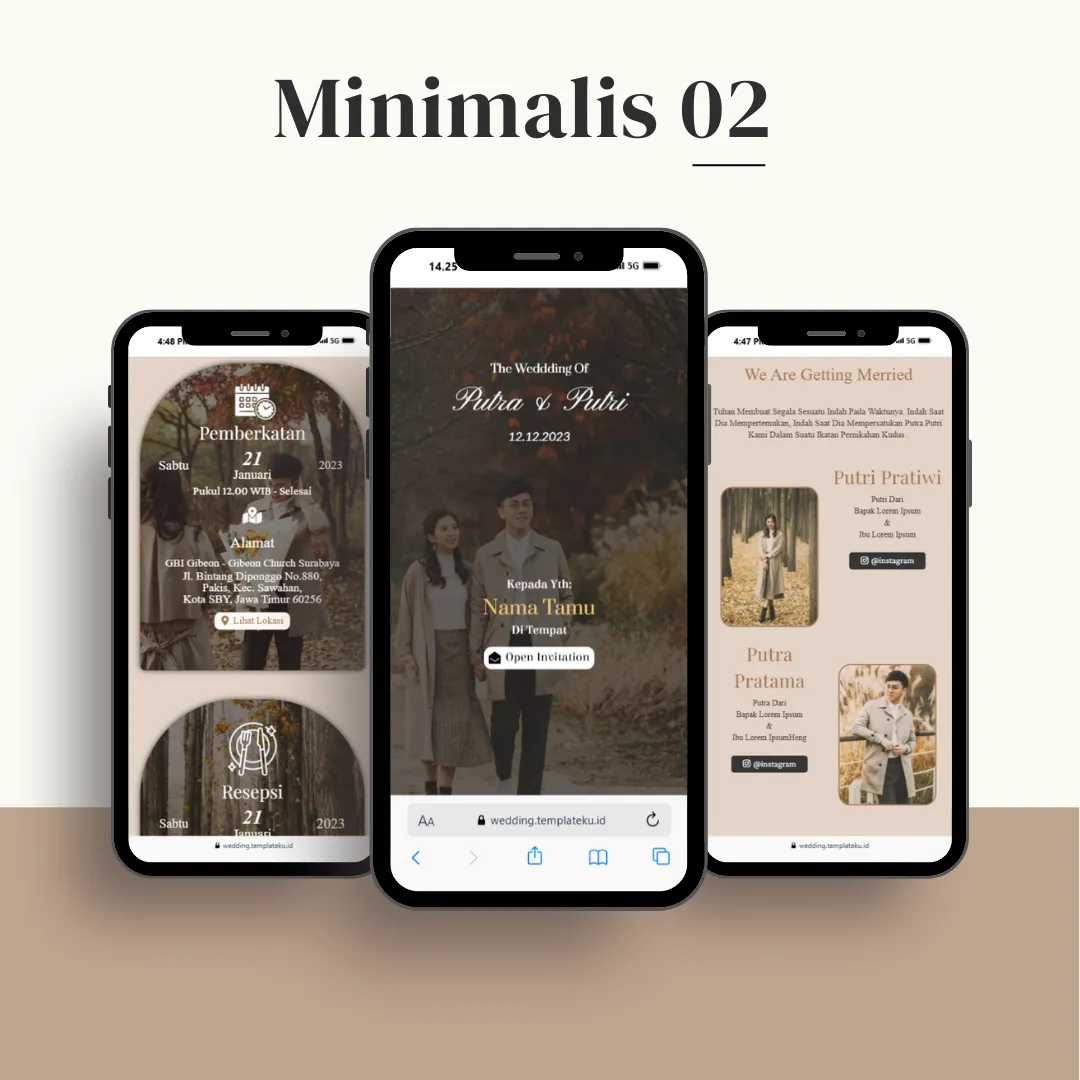 Minimalis 02
4:48 P
5G
Pemberkatan
Sabtu
21
Januari
2023
Pukul 12.00 WIB - Selesai
Alamat
GBI Gibeon - Gibeon Church Surabaya
Jl. Bintang Diponggo No.880,
Pakis, Kec. Sawahan,
Kota SBY, Jawa Timur 60256
Lihat Lokasi
Resepsi
Sabtu
21
Januari
2023
wedding.templateku.id
14.25
5G
The Weddding Of
Putra & Putri
12.12.2023
Kepada Yth:
Nama Tamu
Di Tempat
Open Invitation
AA
wedding.templateku.id
4:47 P
5G
We Are Getting Merried
Tuhan Membuat Segala Sesuatu Indah Pada Waktunya, Indah Saat
Dia Mempertemukan, Indah Saat Dia Mempersatukan Putra Putri
Kami Dalam Suatu Ikatan Pernikahan Kudus .
Putri Pratiwi
Putri Dari
Bapak Lorem Ipsum
&
Ibu Lorem Ipsum
@instagram
Putra
Pratama
Putra Dari
Bapak Lorem Ipsum
&
Ibu Lorem IpsumHeng
@instagram
wedding.templateku.id